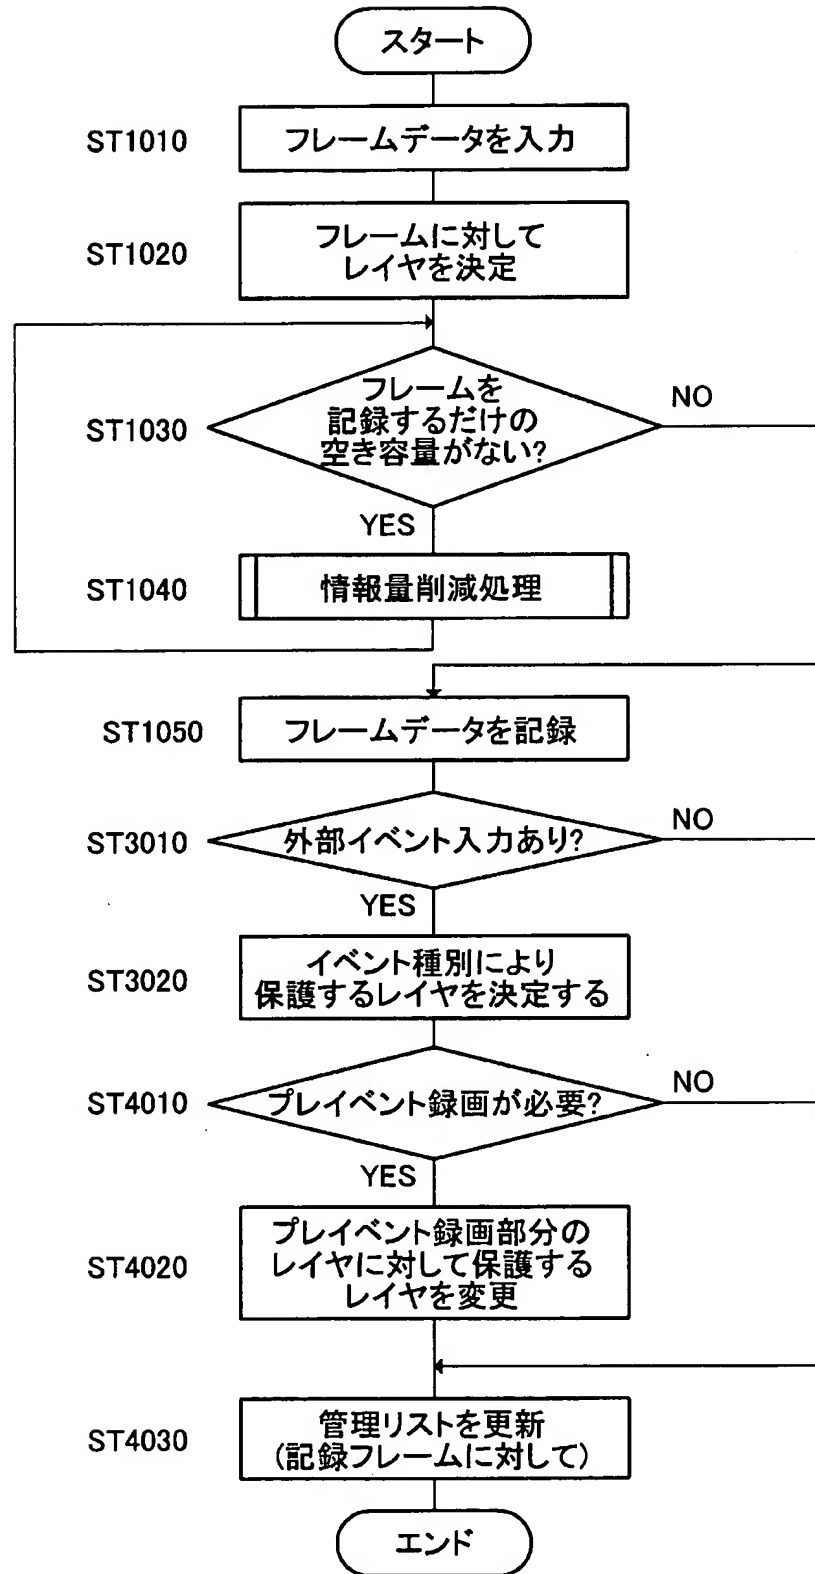 スタート
ST1010
フレームデータを入力
ST1020
フレームに対して
レイヤを決定
ST1030
フレームを
記録するだけの
空き容量がない?
NO
YES
ST1040
情報量削減処理
ST1050
フレームデータを記録
ST3010
外部イベント入力あり?
NO
YES
ST3020
イベント種別により
保護するレイヤを決定する
ST4010
プレイベント録画が必要?
NO
YES
ST4020
プレイベント録画部分の
レイヤに対して保護する
レイヤを変更
ST4030
管理リストを更新
(記録フレームに対して)
エンド